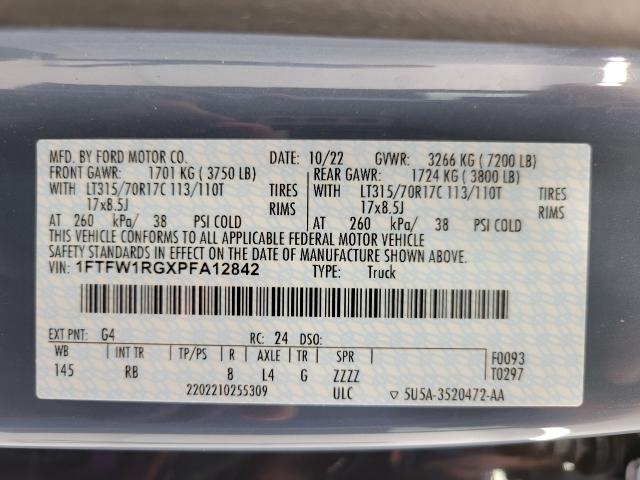 MFD. BY FORD MOTOR CO. DATE: 10/22 GVWR: 3266 KG ( 7200 LB)
FRONT GAWR: 1701 KG ( 3750 LB) REAR GAWR: 1724 KG ( 3800 LB)
WITH LT315/70R17C 113/110T TIRES WITH LT315/70R17C 113/110T TIRES
17x8.5J RIMS 17x8.5J RIMS
AT 260 kPa/ 38 PSI COLD AT 260 kPa/ 38 PSI COLD
THIS VEHICLE CONFORMS TO ALL APPLICABLE FEDERAL MOTOR VEHICLE
SAFETY STANDARDS IN EFFECT ON THE DATE OF MANUFACTURE SHOWN ABOVE.
VIN: 1FTFW1RGXPFA12842 TYPE: Truck
EXT PNT: G4 RC: 24 DSO:
WB INT TR TP/PS R AXLE TR SPR F0093
145 RB 8 L4 G ZZZZ T0297
2202210255309 ULC 5U5A-3520472-AA